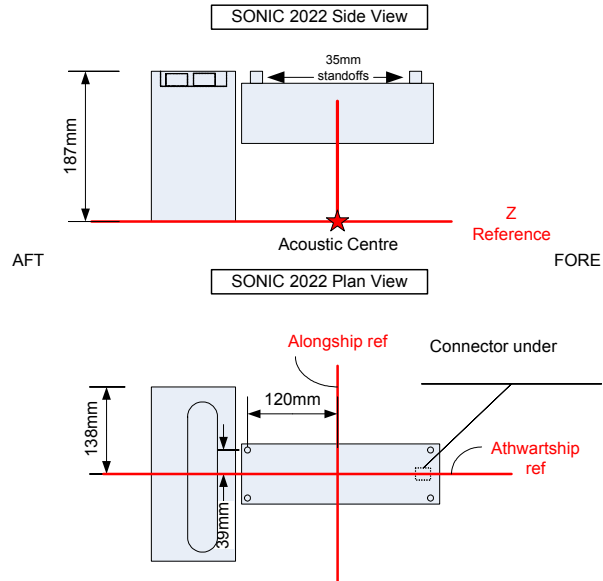 SONIC 2022 Side View
35mm
standoffs
187mm
Z
Reference
Acoustic Centre
AFT
FORE
SONIC 2022 Plan View
Alongship ref
Connector under
120mm
138mm
Athwartship
ref
39mm